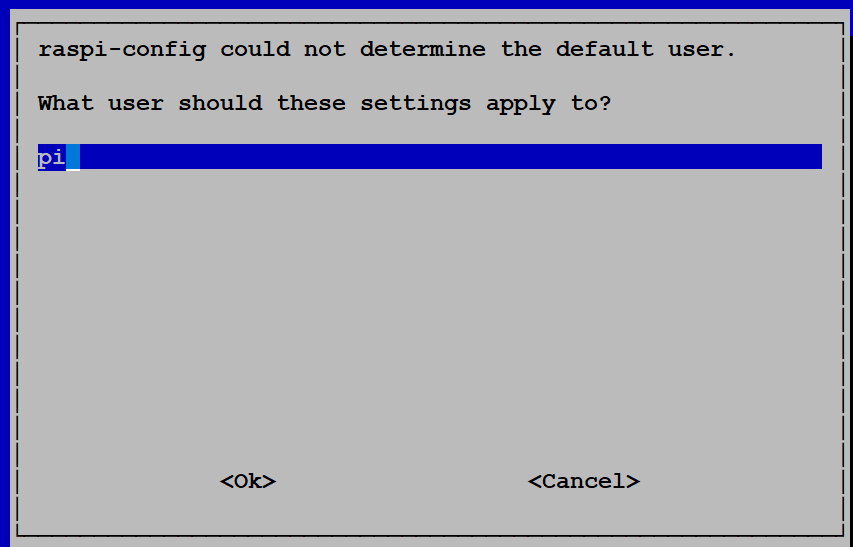 raspi-config could not determine the default user.
What user should these settings apply to?
pi
<Ok> <Cancel>